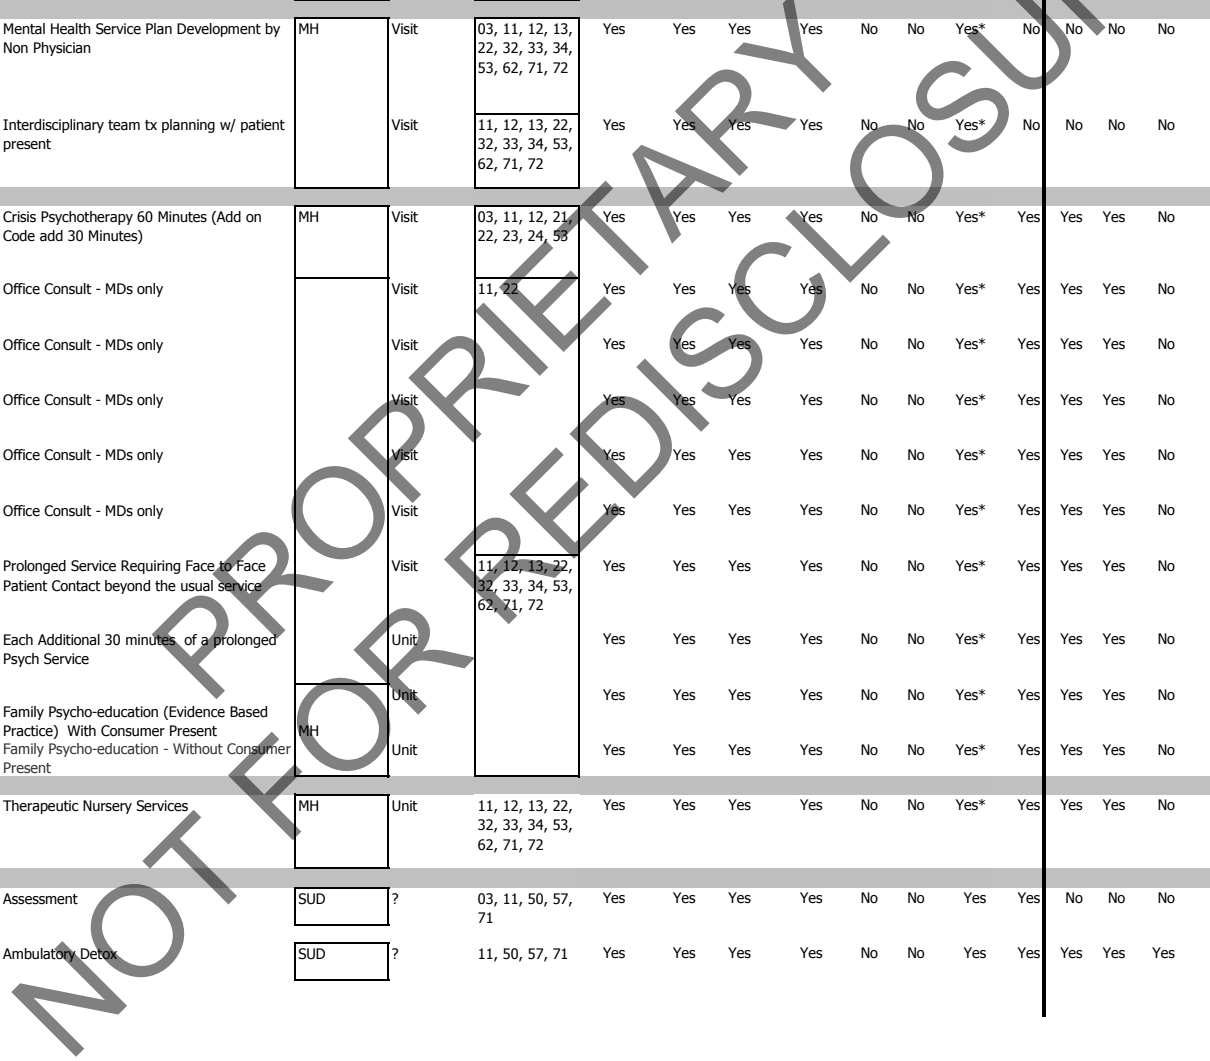 Mental Health Service Plan Development by MH Visit 03, 11, 12, 13, Yes Yes Yes Yes No No Yes* No No No No
Non Physician 22, 32, 33, 34,
53, 62, 71, 72
Interdisciplinary team tx planning w/ patient Visit 11, 12, 13, 22, Yes Yes Yes Yes No No Yes* No No No No
present 32, 33, 34, 53,
62, 71, 72
Crisis Psychotherapy 60 Minutes (Add on MH Visit 03, 11, 12, 21, Yes Yes Yes Yes No No Yes* Yes Yes Yes No
Code add 30 Minutes) 22, 23, 24, 53
Office Consult - MDs only Visit 11, 22 Yes Yes Yes Yes No No Yes* Yes Yes Yes No
Office Consult - MDs only Visit Yes Yes Yes Yes No No Yes* Yes Yes Yes No
Office Consult - MDs only Visit Yes Yes Yes Yes No No Yes* Yes Yes Yes No
Office Consult - MDs only Visit Yes Yes Yes Yes No No Yes* Yes Yes Yes No
Office Consult - MDs only Visit Yes Yes Yes Yes No No Yes* Yes Yes Yes No
Prolonged Service Requiring Face to Face Visit 11, 12, 13, 22, Yes Yes Yes Yes No No Yes* Yes Yes Yes No
Patient Contact beyond the usual service 32, 33, 34, 53,
62, 71, 72
Each Additional 30 minutes of a prolonged Unit Yes Yes Yes Yes No No Yes* Yes Yes Yes No
Psych Service
Unit Yes Yes Yes Yes No No Yes* Yes Yes Yes No
Family Psycho-education (Evidence Based
Practice) With Consumer Present MH
Family Psycho-education - Without Consumer Unit Yes Yes Yes Yes No No Yes* Yes Yes Yes No
Present
Therapeutic Nursery Services MH Unit 11, 12, 13, 22, Yes Yes Yes Yes No No Yes* Yes Yes Yes No
32, 33, 34, 53,
62, 71, 72
Assessment SUD ? 03, 11, 50, 57, Yes Yes Yes Yes No No Yes Yes No No No
71
Ambulatory Detox SUD ? 11, 50, 57, 71 Yes Yes Yes Yes No No Yes Yes Yes Yes Yes
PROPRIETARY
NOT FOR REDISCLOSU